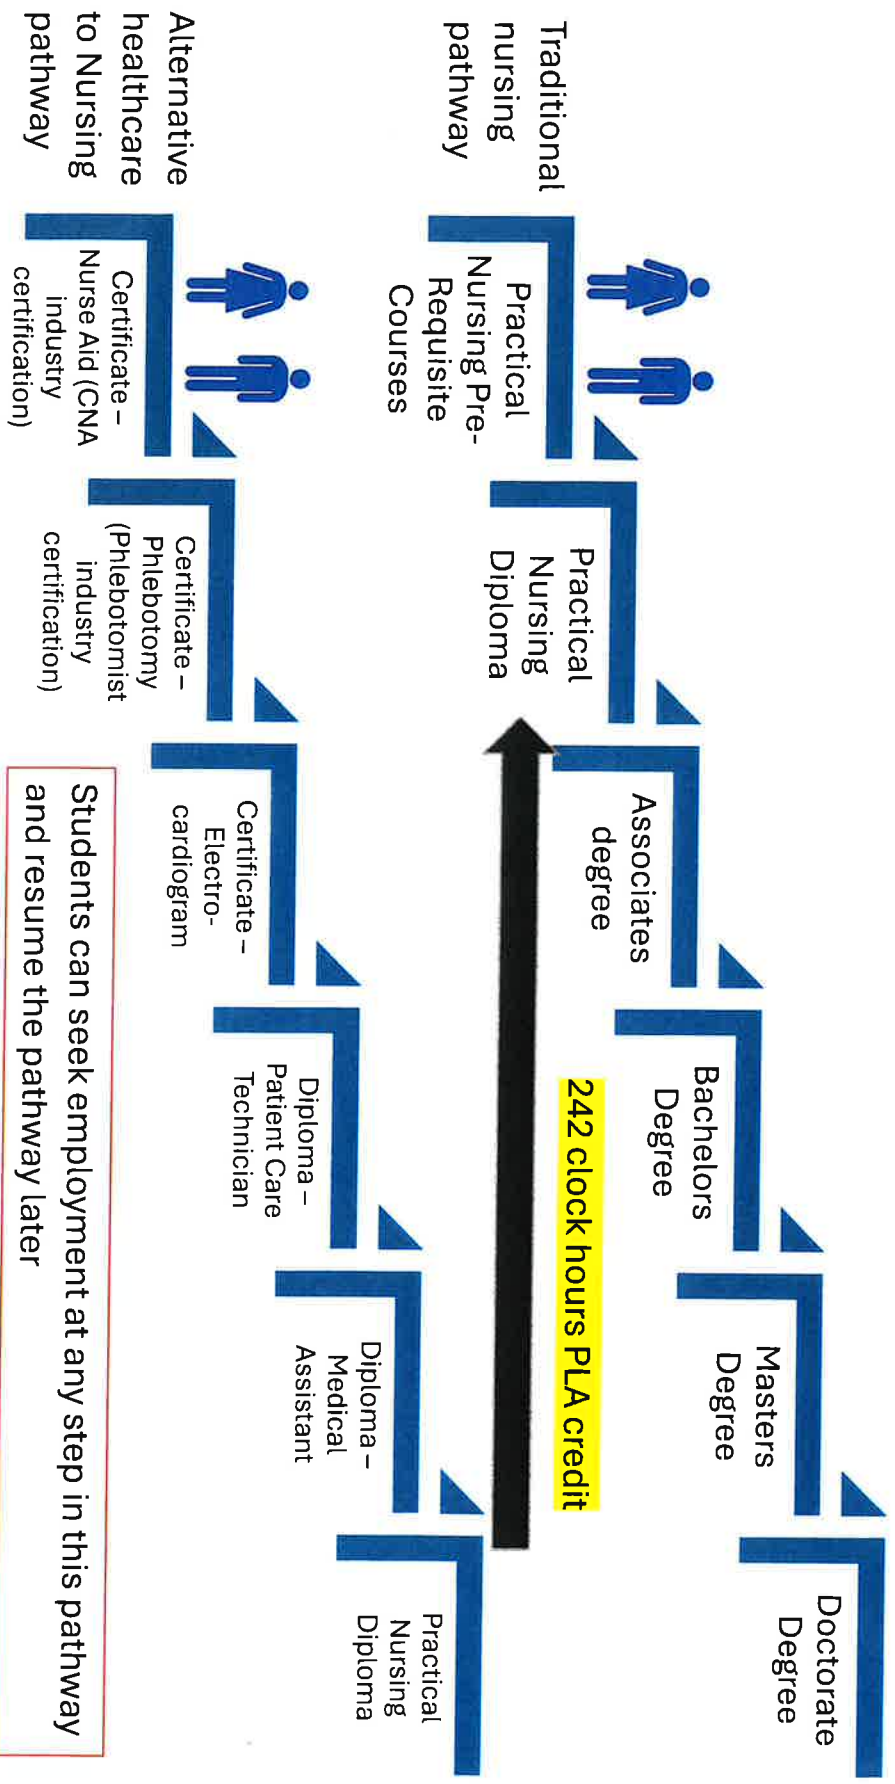 Traditional
nursing
pathway
Practical
Nursing Pre-
Requisite
Courses
Practical
Nursing
Diploma
Associates
degree
Bachelors
Degree
Masters
Degree
Doctorate
Degree
242 clock hours PLA credit
Alternative
healthcare
to Nursing
pathway
Certificate –
Nurse Aid (CNA
industry
certification)
Certificate –
Phlebotomy
(Phlebotomist
industry
certification)
Certificate –
Electro-
cardiogram
Diploma –
Patient Care
Technician
Diploma –
Medical
Assistant
Practical
Nursing
Diploma
Students can seek employment at any step in this pathway
and resume the pathway later